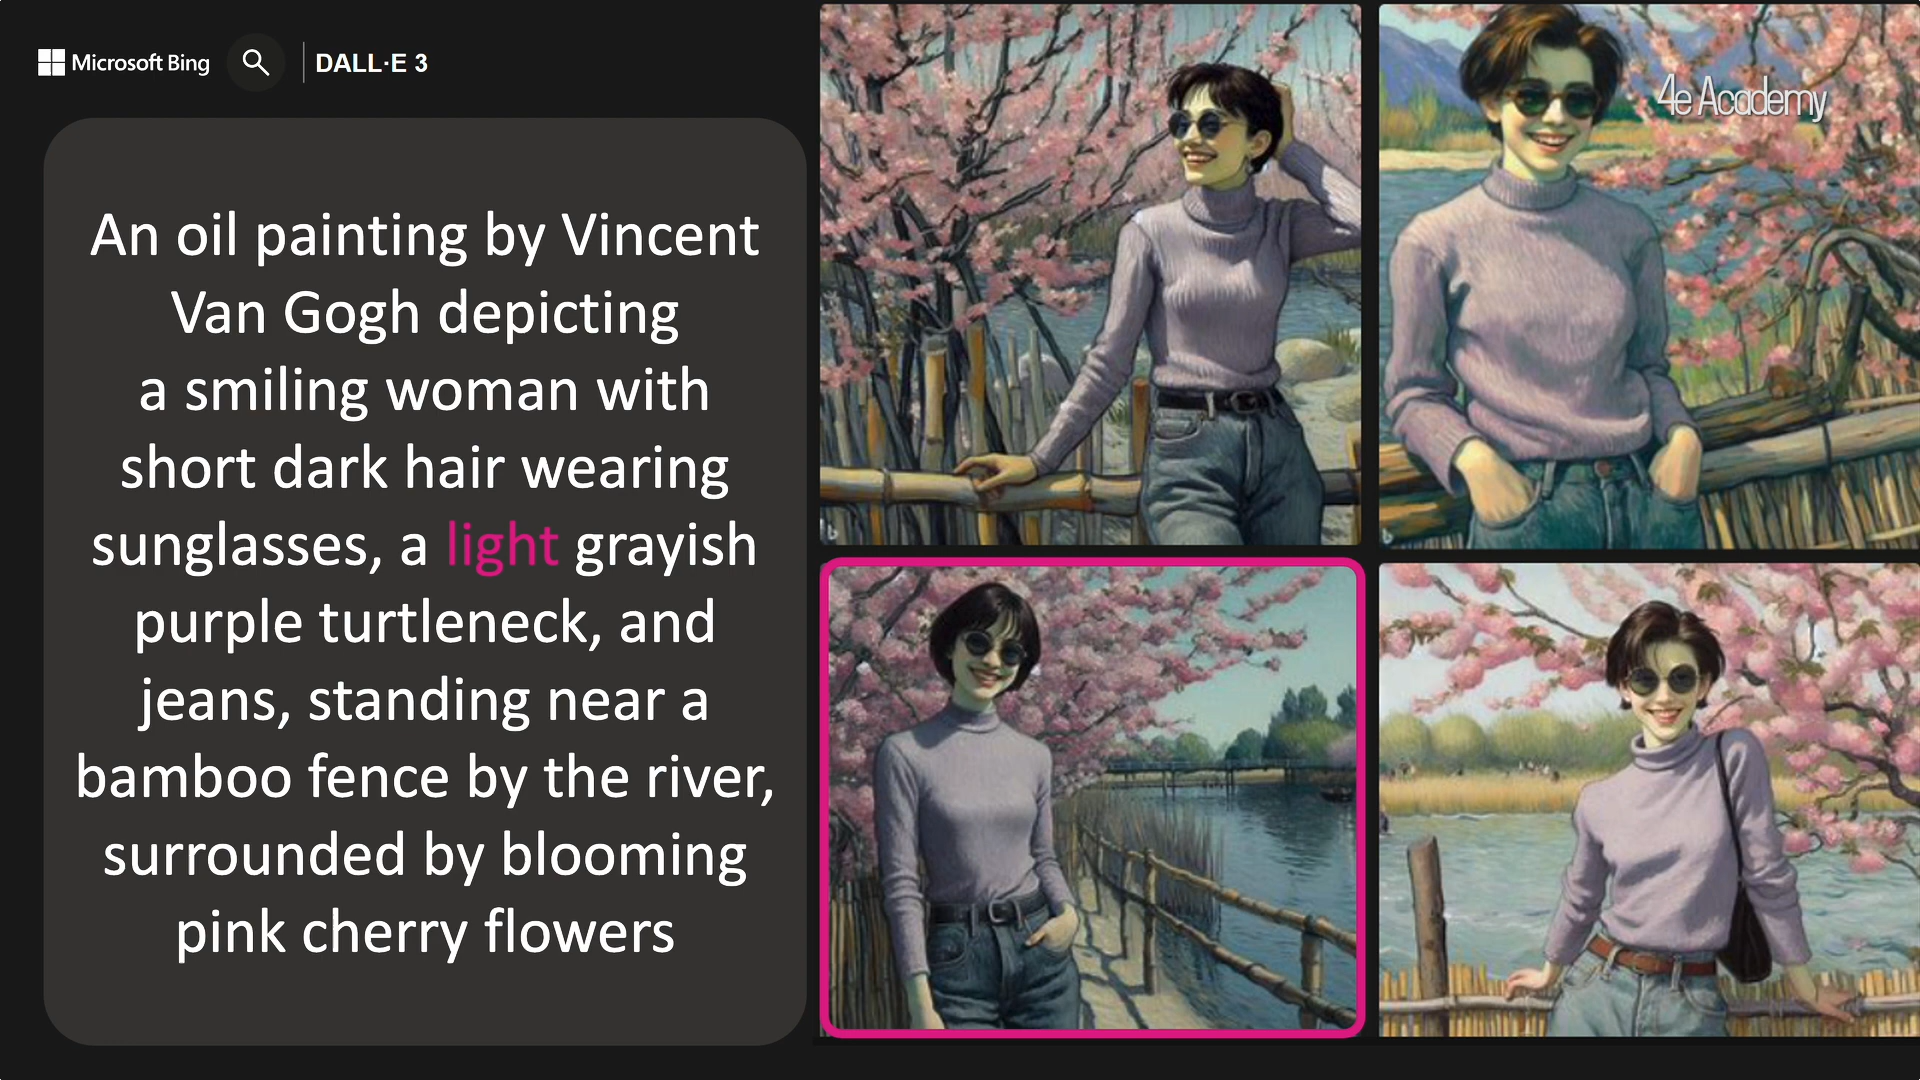 Microsoft Bing
DALL·E 3
4e Academy
An oil painting by Vincent
Van Gogh depicting
a smiling woman with
short dark hair wearing
sunglasses, a light grayish
purple turtleneck, and
jeans, standing near a
bamboo fence by the river,
surrounded by blooming
pink cherry flowers